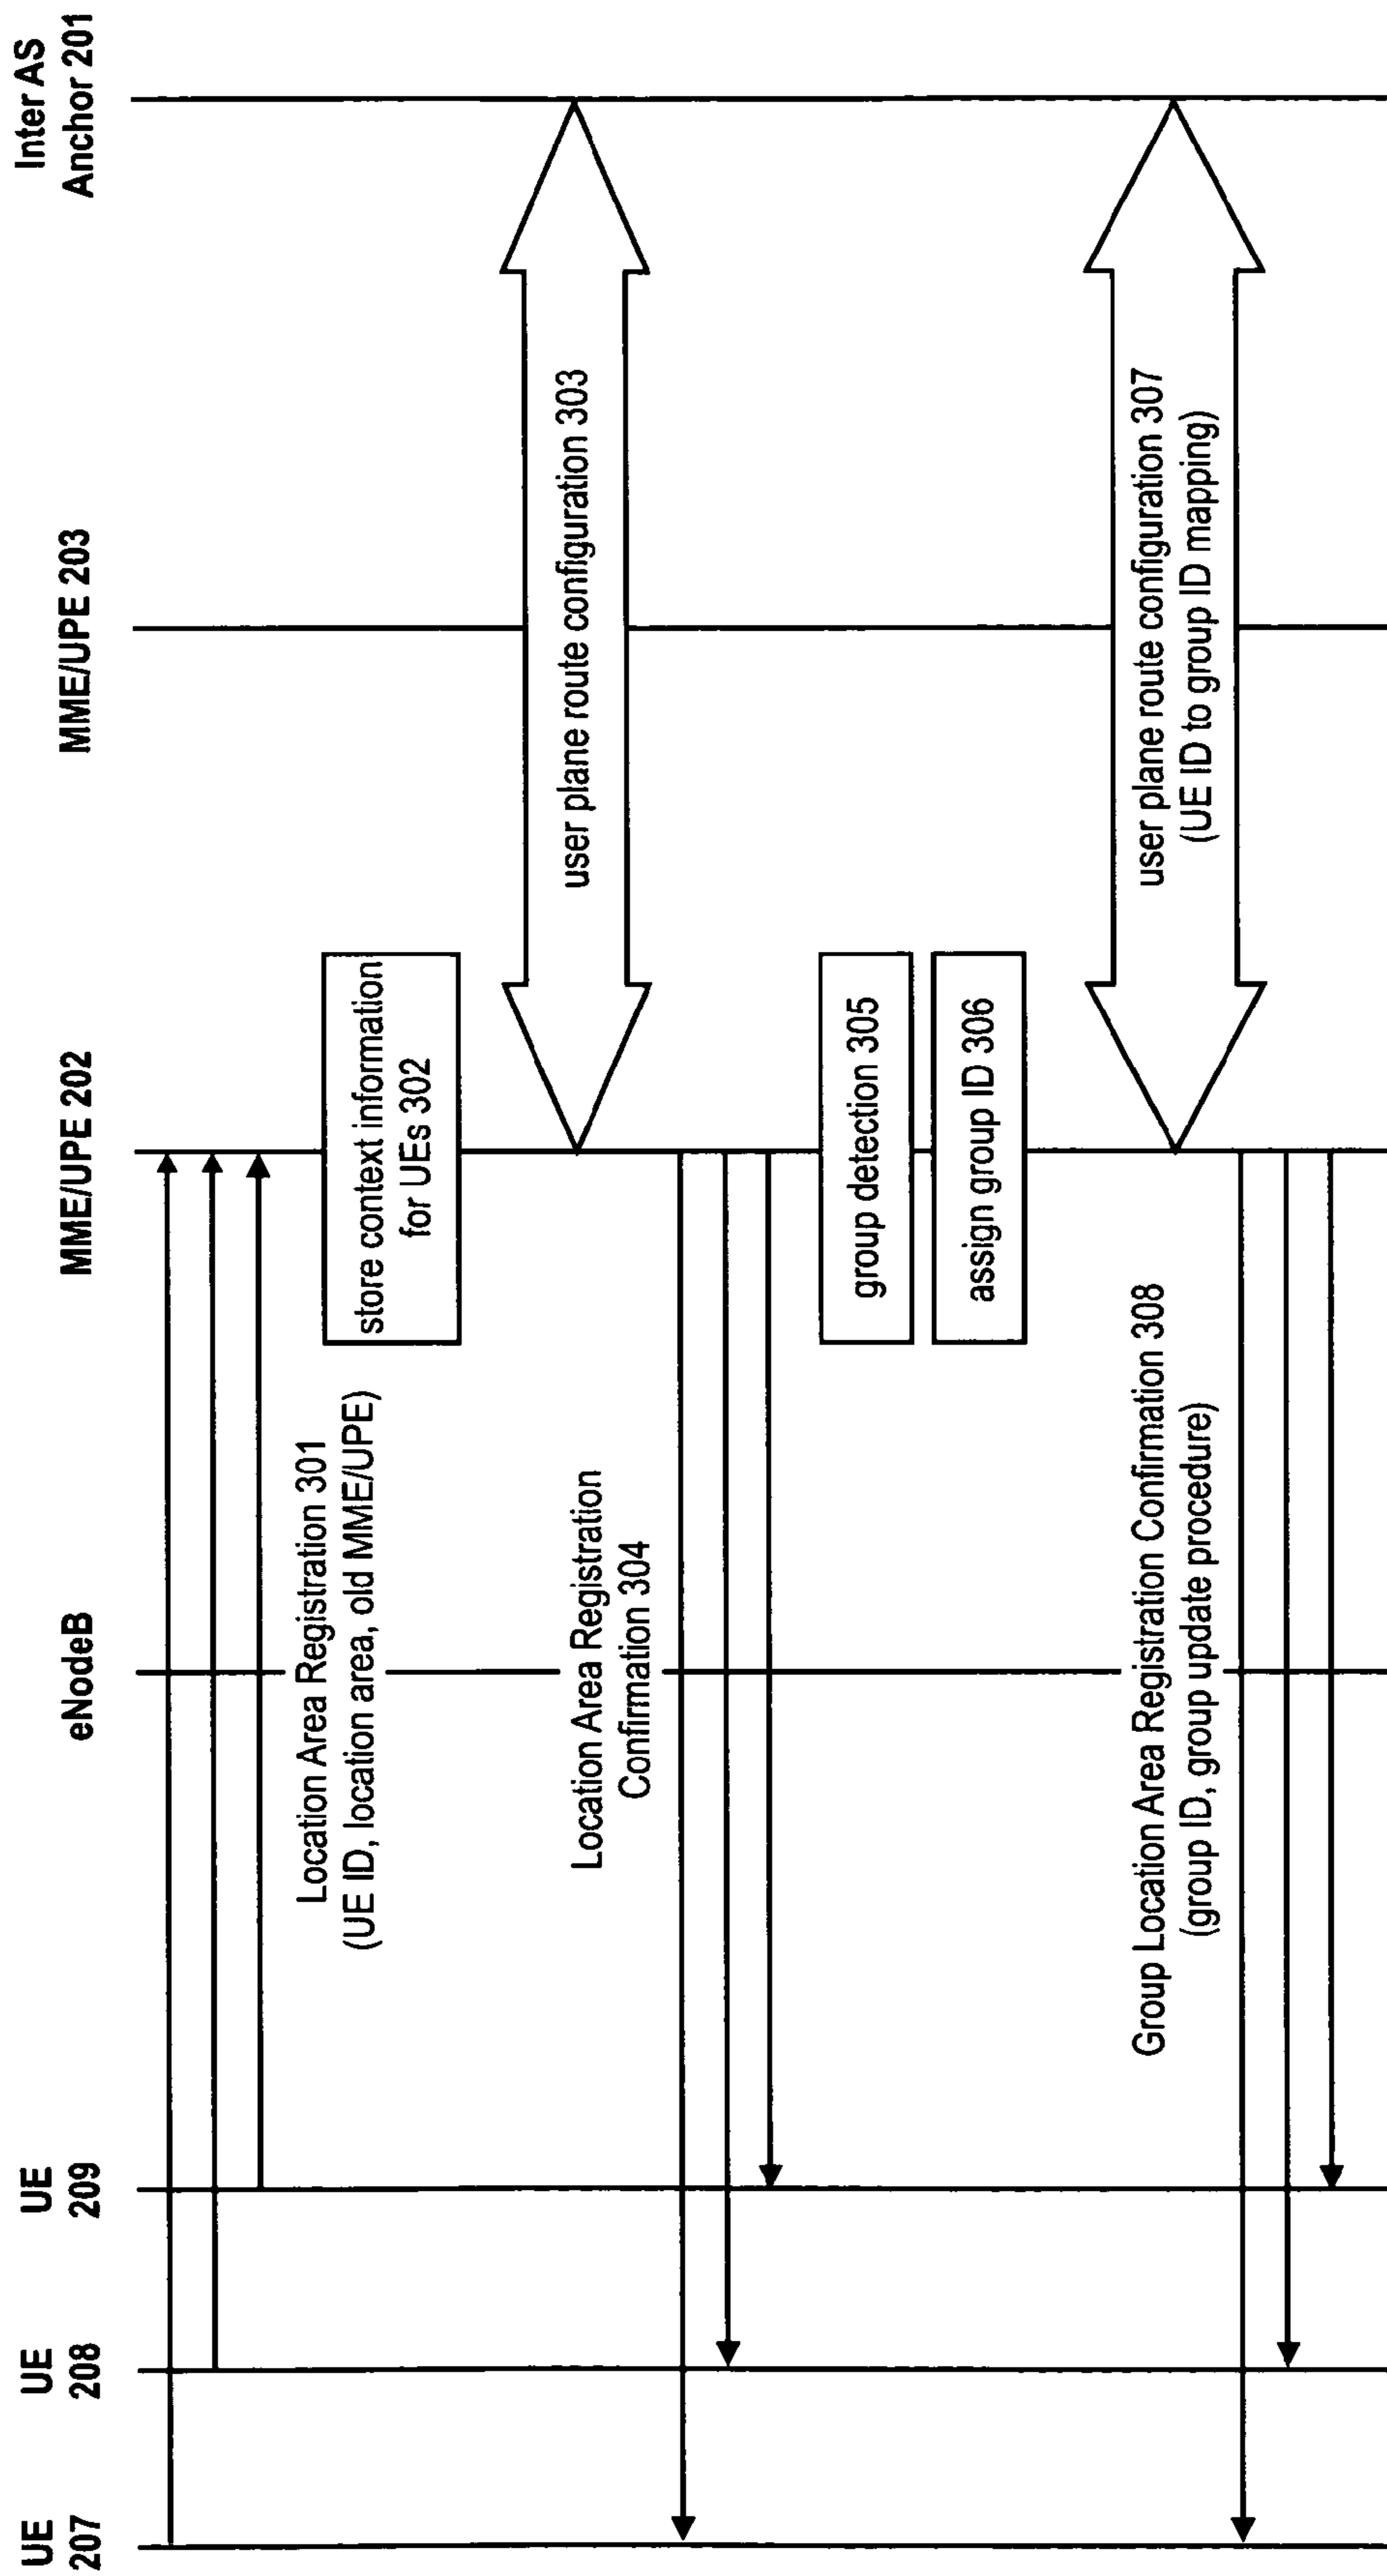 UE
207
UE
208
UE
209
eNodeB
MME/UPE 202
MME/UPE 203
Inter AS
Anchor 201
Location Area Registration 301
(UE ID, location area, old MME/UPE)
store context information
for UEs 302
user plane route configuration 303
Location Area Registration
Confirmation 304
group detection 305
assign group ID 306
user plane route configuration 307
(UE ID to group ID mapping)
Group Location Area Registration Confirmation 308
(group ID, group update procedure)